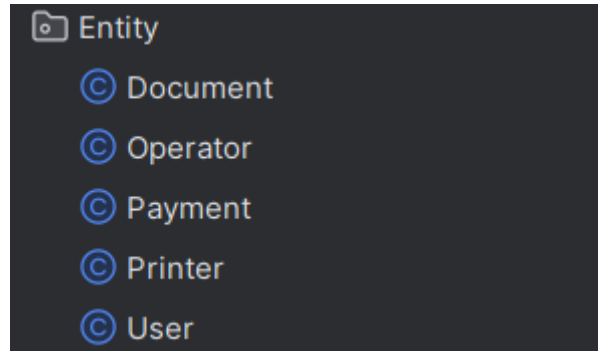 Entity
C Document
C Operator
C Payment
C Printer
C User